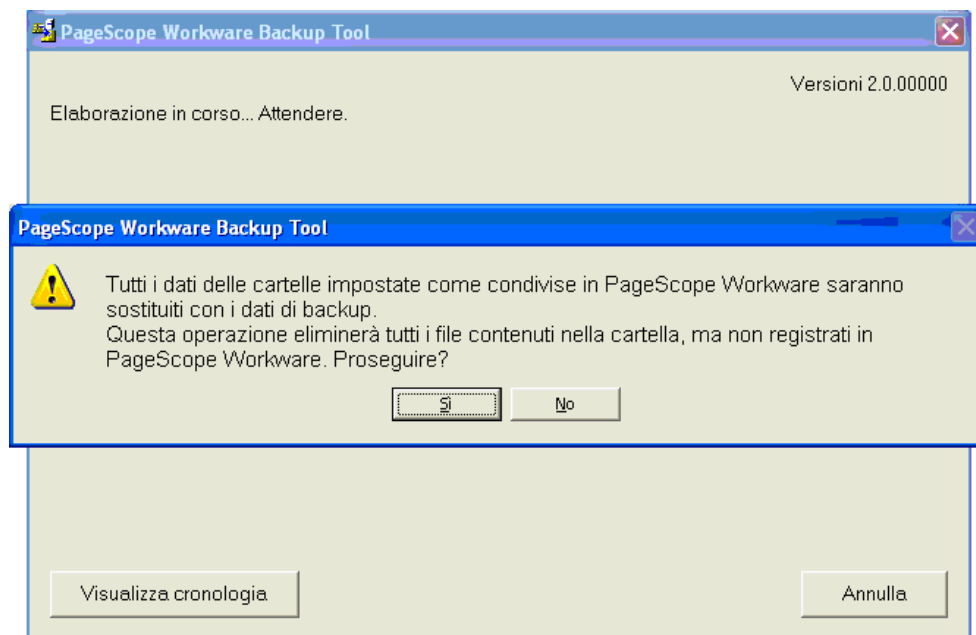 PageScope Workware Backup Tool
Versioni 2.0.00000
Elaborazione in corso... Attendere.
PageScope Workware Backup Tool
Tutti i dati delle cartelle impostate come condivise in PageScope Workware saranno
sostituiti con i dati di backup.
Questa operazione eliminerà tutti i file contenuti nella cartella, ma non registrati in
PageScope Workware. Proseguire?
Sì
No
Visualizza cronologia
Annulla